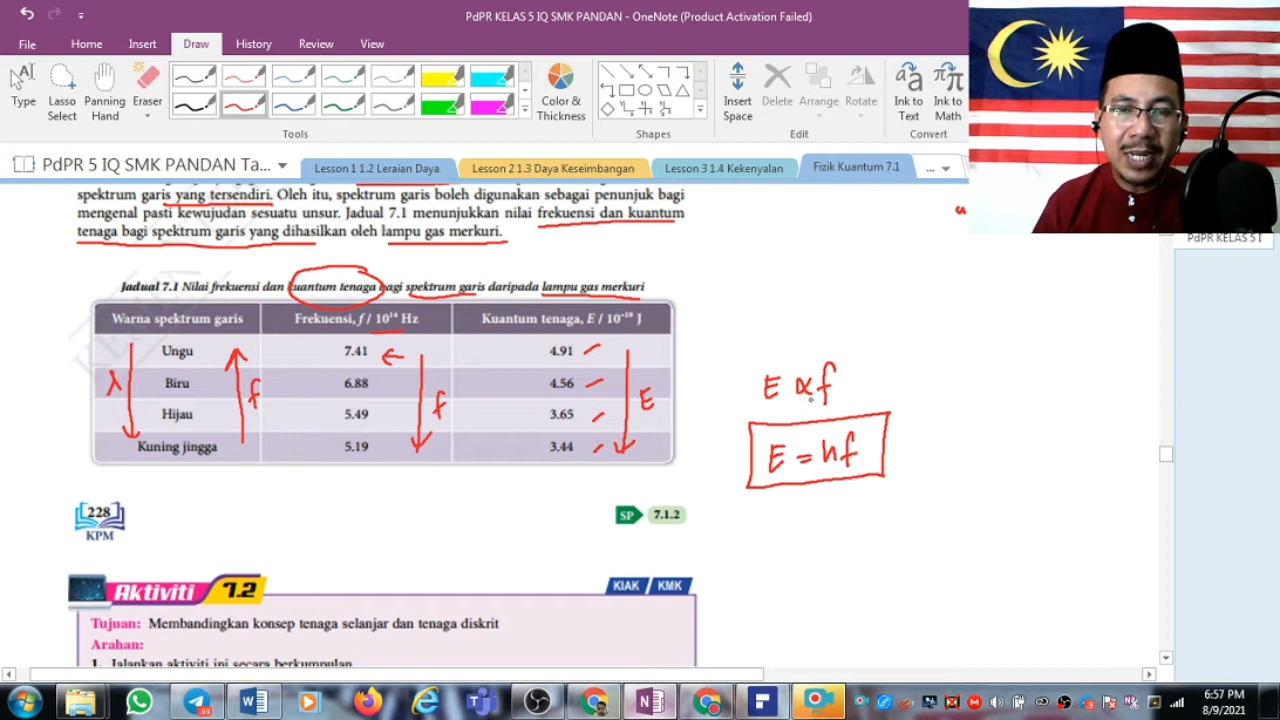 PdPR KELAS 5 IQ SMK PANDAN - OneNote (Product Activation Failed)
File Home Insert Draw History Review View
Type
Lasso Select
Panning Hand
Eraser
Color & Thickness
Insert Space
Delete
Arrange
Rotate
Ink to Text
Ink to Math
Tools
Shapes
Edit
Convert
PdPR 5 IQ SMK PANDAN Ta...
Lesson 1 1.2 Leraian Daya
Lesson 2 1.3 Daya Keseimbangan
Lesson 3 1.4 Kekenyalan
Fizik Kuantum 7.1
...
PdPR KELAS 5 I
spektrum garis yang tersendiri. Oleh itu, spektrum garis boleh digunakan sebagai penunjuk bagi
mengenal pasti kewujudan sesuatu unsur. Jadual 7.1 menunjukkan nilai frekuensi dan kuantum
tenaga bagi spektrum garis yang dihasilkan oleh lampu gas merkuri.
Jadual 7.1 Nilai frekuensi dan kuantum tenaga bagi spektrum garis daripada lampu gas merkuri
Warna spektrum garis Frekuensi, f / 10¹⁴ Hz Kuantum tenaga, E / 10⁻¹⁹ J
Ungu 7.41 4.91
Biru 6.88 4.56
Hijau 5.49 3.65
Kuning jingga 5.19 3.44
λ f f E
E ∝ f
E = hf
228
KPM
SP 7.1.2
Aktiviti 7.2
KIAK KMK
Tujuan: Membandingkan konsep tenaga selanjar dan tenaga diskrit
Arahan:
1. Jalankan aktiviti ini secara berkumpulan
6:57 PM
8/9/2021